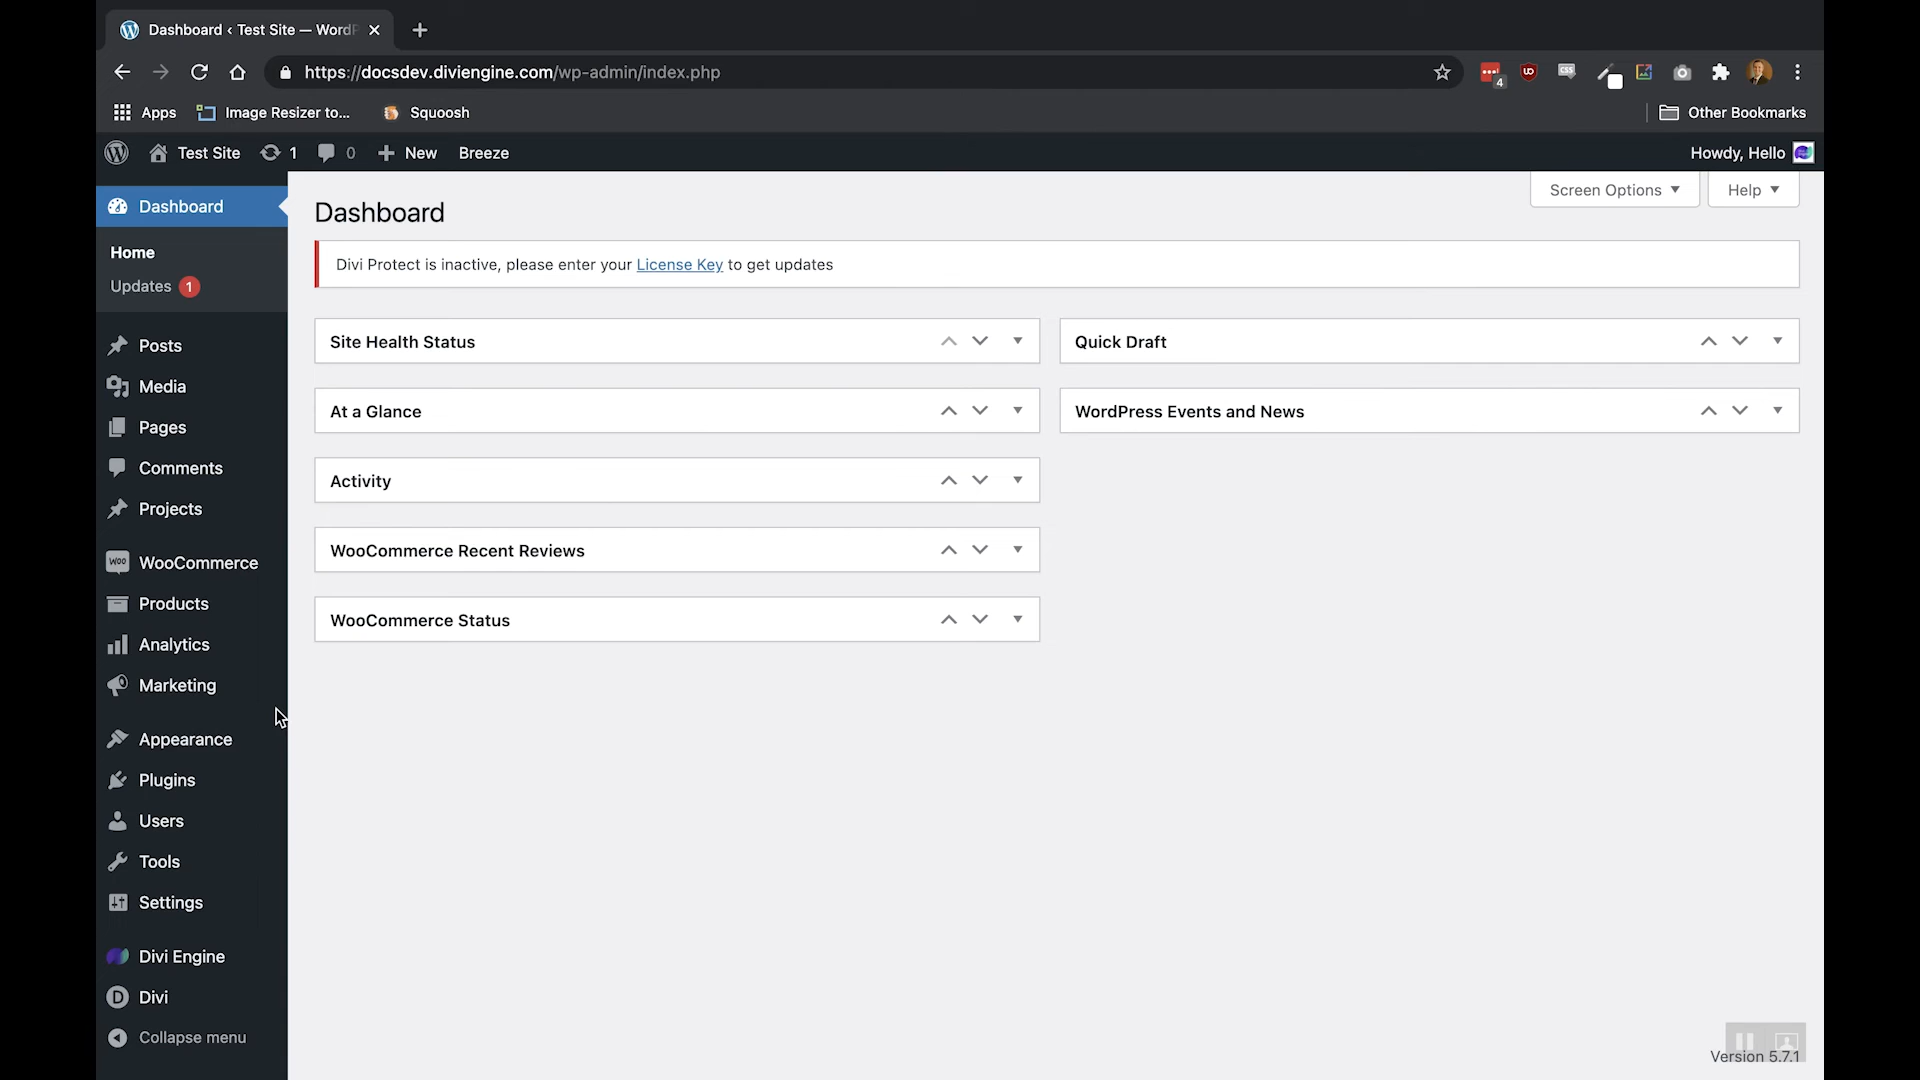 Dashboard ‹ Test Site — WordP
https://docsdev.diviengine.com/wp-admin/index.php
4
Apps
Image Resizer to...
Squoosh
Other Bookmarks
Test Site
1
0
New
Breeze
Howdy, Hello
Dashboard
Home
Updates 1
Posts
Media
Pages
Comments
Projects
WooCommerce
Products
Analytics
Marketing
Appearance
Plugins
Users
Tools
Settings
Divi Engine
Divi
Collapse menu
Screen Options
Help
Dashboard
Divi Protect is inactive, please enter your License Key to get updates
Site Health Status
At a Glance
Activity
WooCommerce Recent Reviews
WooCommerce Status
Quick Draft
WordPress Events and News
Version 5.7.1